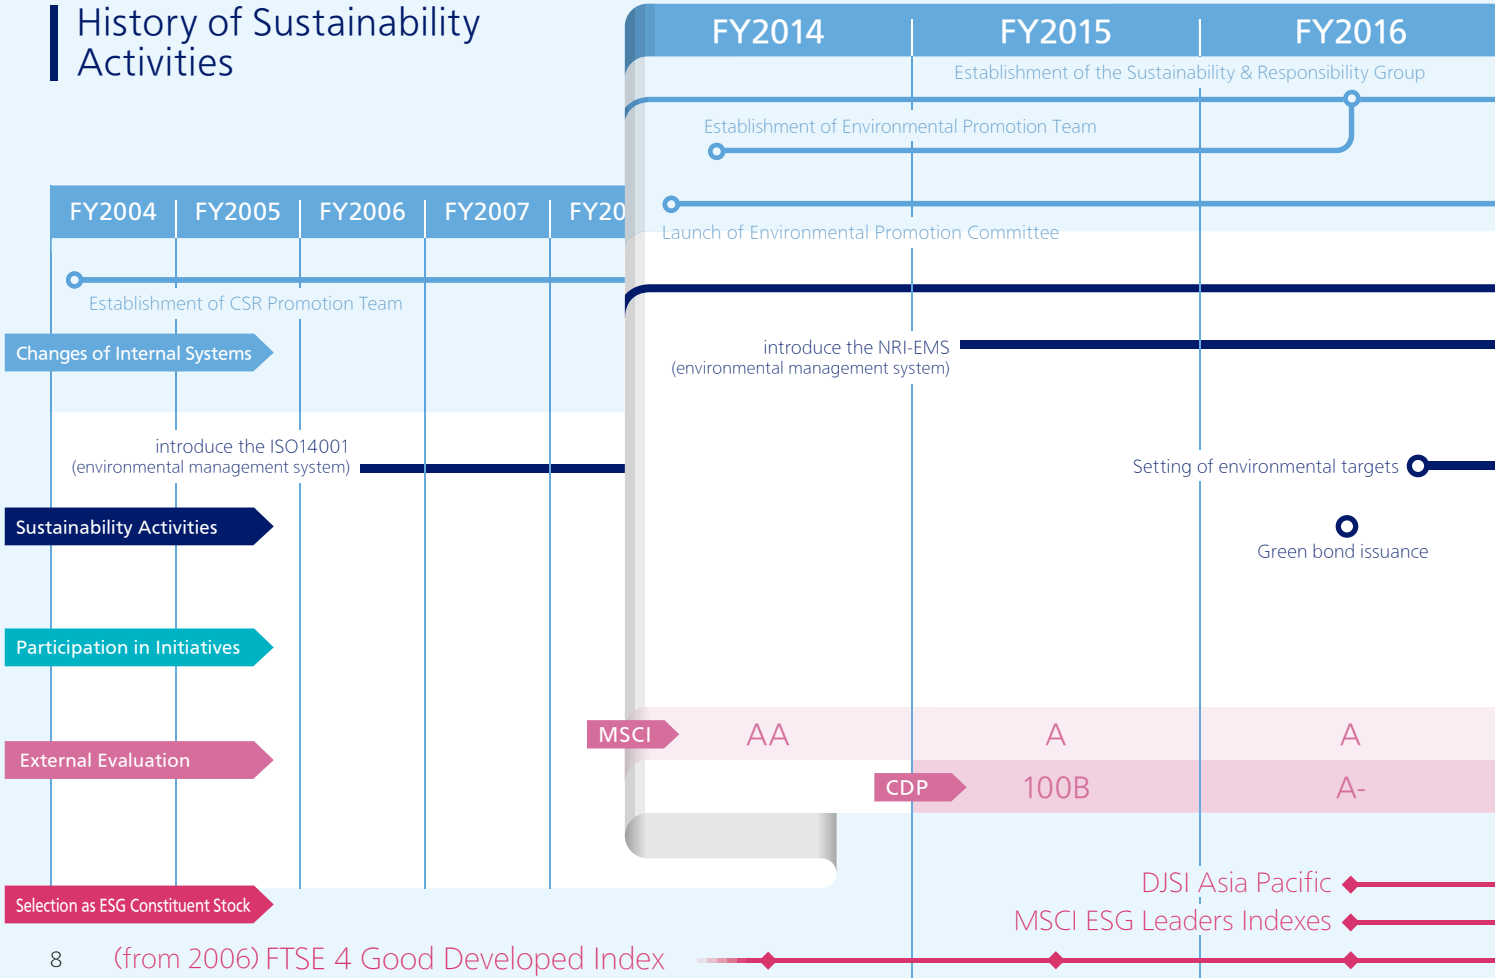 History of Sustainability
Activities
FY2014
FY2015
FY2016
Establishment of the Sustainability & Responsibility Group
Establishment of Environmental Promotion Team
Launch of Environmental Promotion Committee
FY2004
FY2005
FY2006
FY2007
FY20
Establishment of CSR Promotion Team
Changes of Internal Systems
introduce the NRI-EMS
(environmental management system)
introduce the ISO14001
(environmental management system)
Setting of environmental targets
Sustainability Activities
Green bond issuance
Participation in Initiatives
MSCI
AA
A
A
External Evaluation
CDP
100B
A-
DJSI Asia Pacific
Selection as ESG Constituent Stock
MSCI ESG Leaders Indexes
8
(from 2006) FTSE 4 Good Developed Index